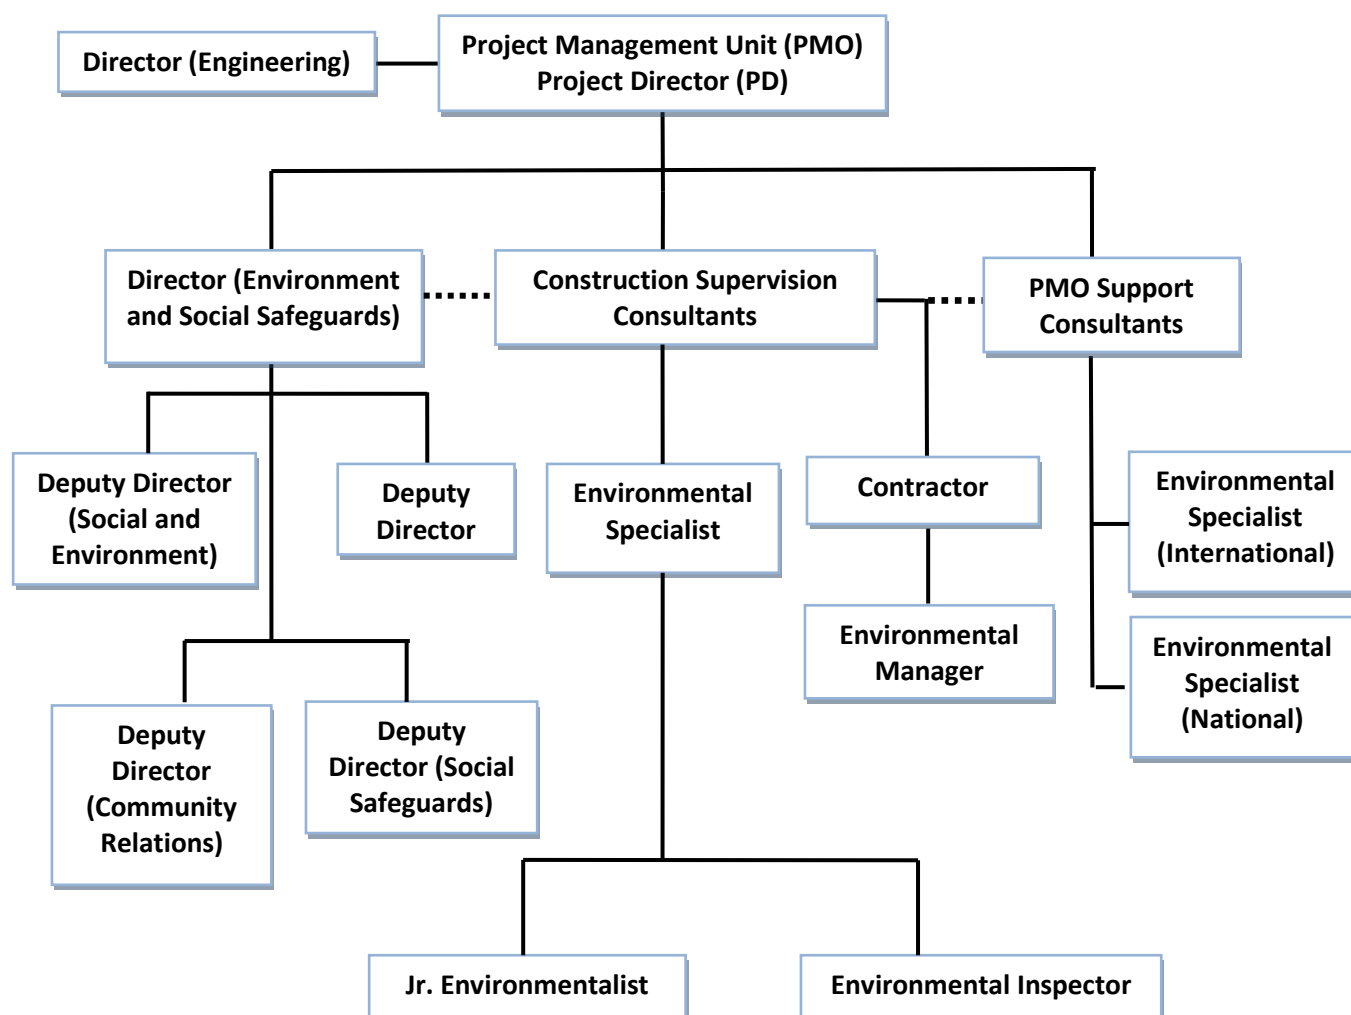 Director (Engineering)
Project Management Unit (PMO)
Project Director (PD)
Director (Environment
and Social Safeguards)
Construction Supervision
Consultants
PMO Support
Consultants
Deputy Director
(Social and
Environment)
Deputy
Director
Environmental
Specialist
Contractor
Environmental
Specialist
(International)
Environmental
Manager
Environmental
Specialist
(National)
Deputy
Director
(Community
Relations)
Deputy
Director (Social
Safeguards)
Jr. Environmentalist
Environmental Inspector